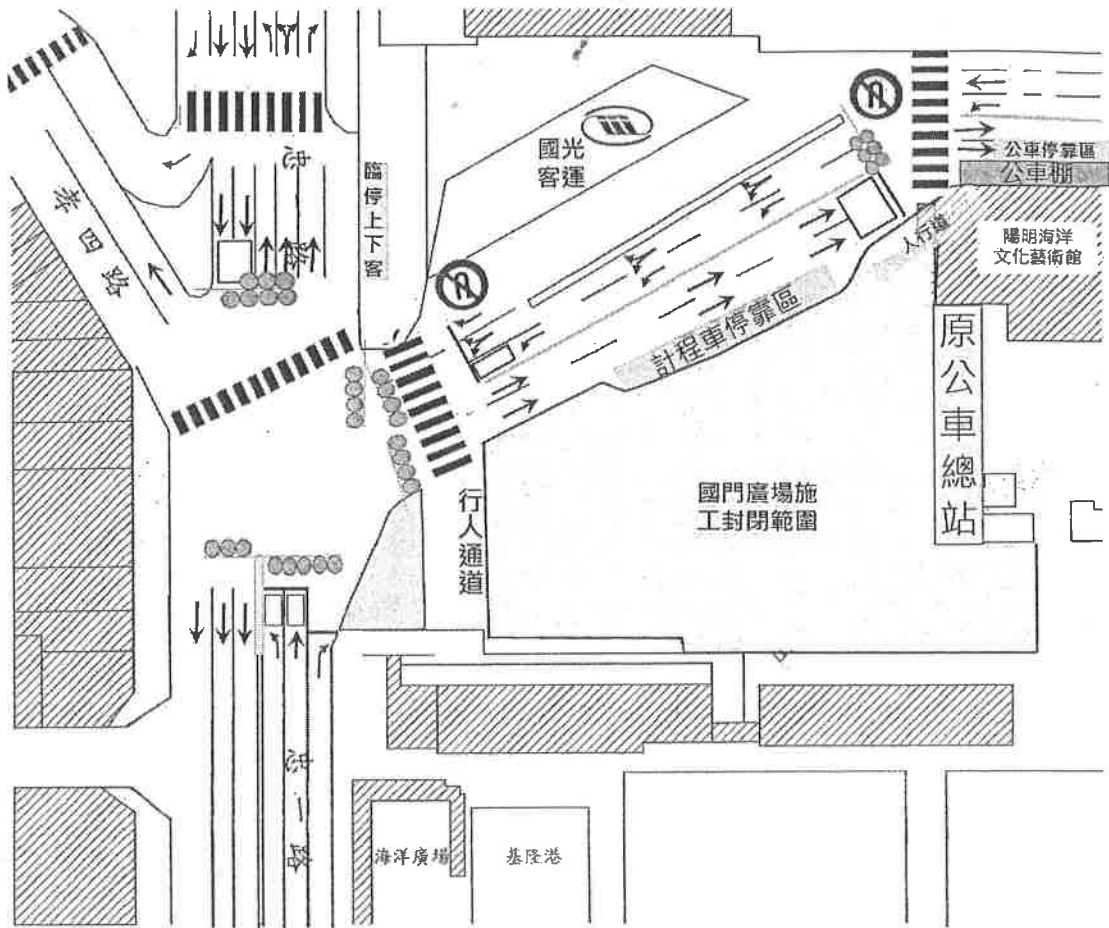 忠
路
孝四路
臨停上下客
國光
客運
公車停靠區
公車棚
人行道
陽明海洋
文化藝術館
計程車停靠區
原公車總站
國門廣場施
工封閉範圍
行人通道
忠一路
海洋廣場
基隆港